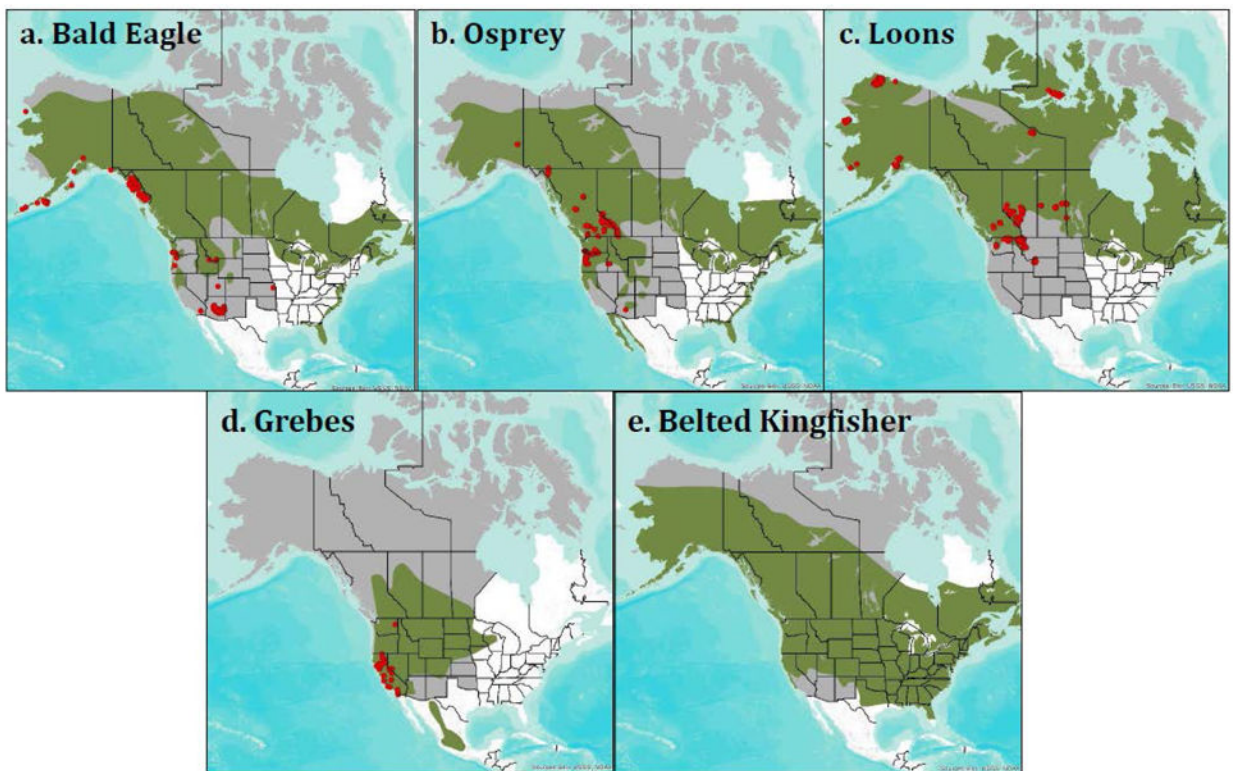 a. Bald Eagle
b. Osprey
c. Loons
d. Grebes
e. Belted Kingfisher